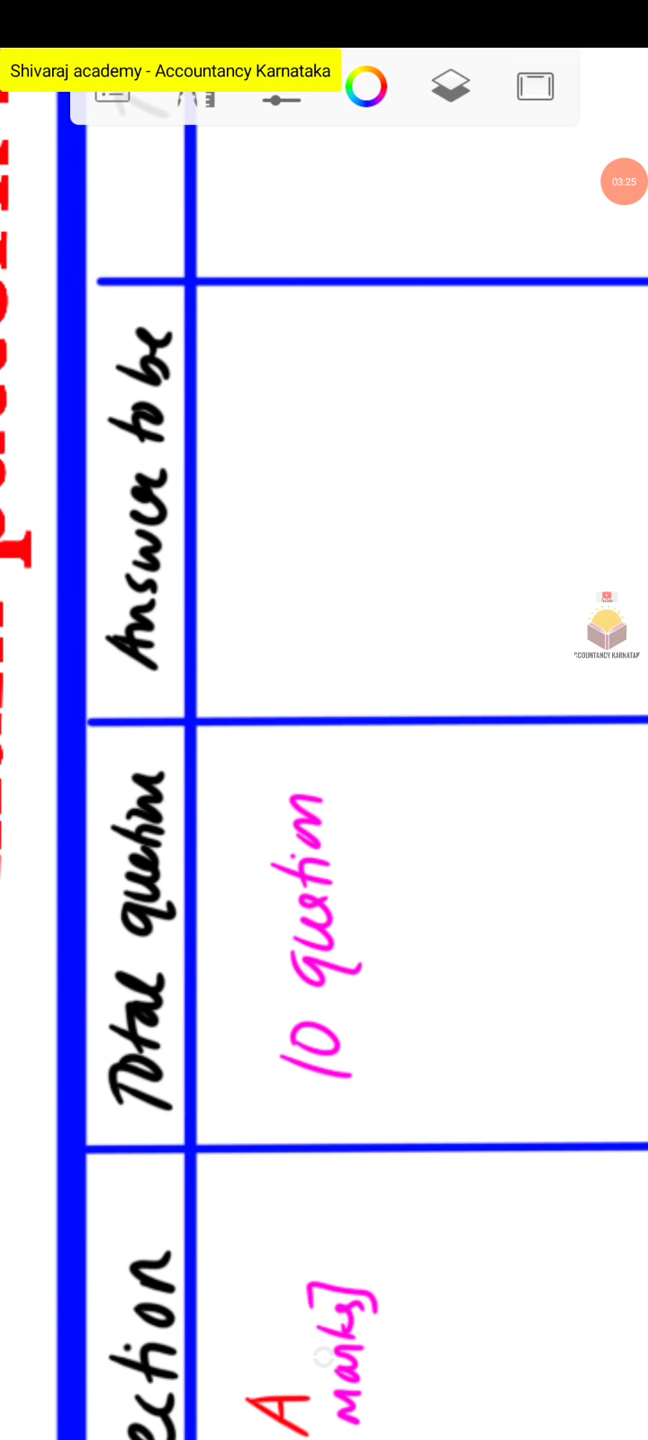 Shivaraj academy - Accountancy Karnataka
03:25
Answer to be
Total question
ection
10 question
A
marks]